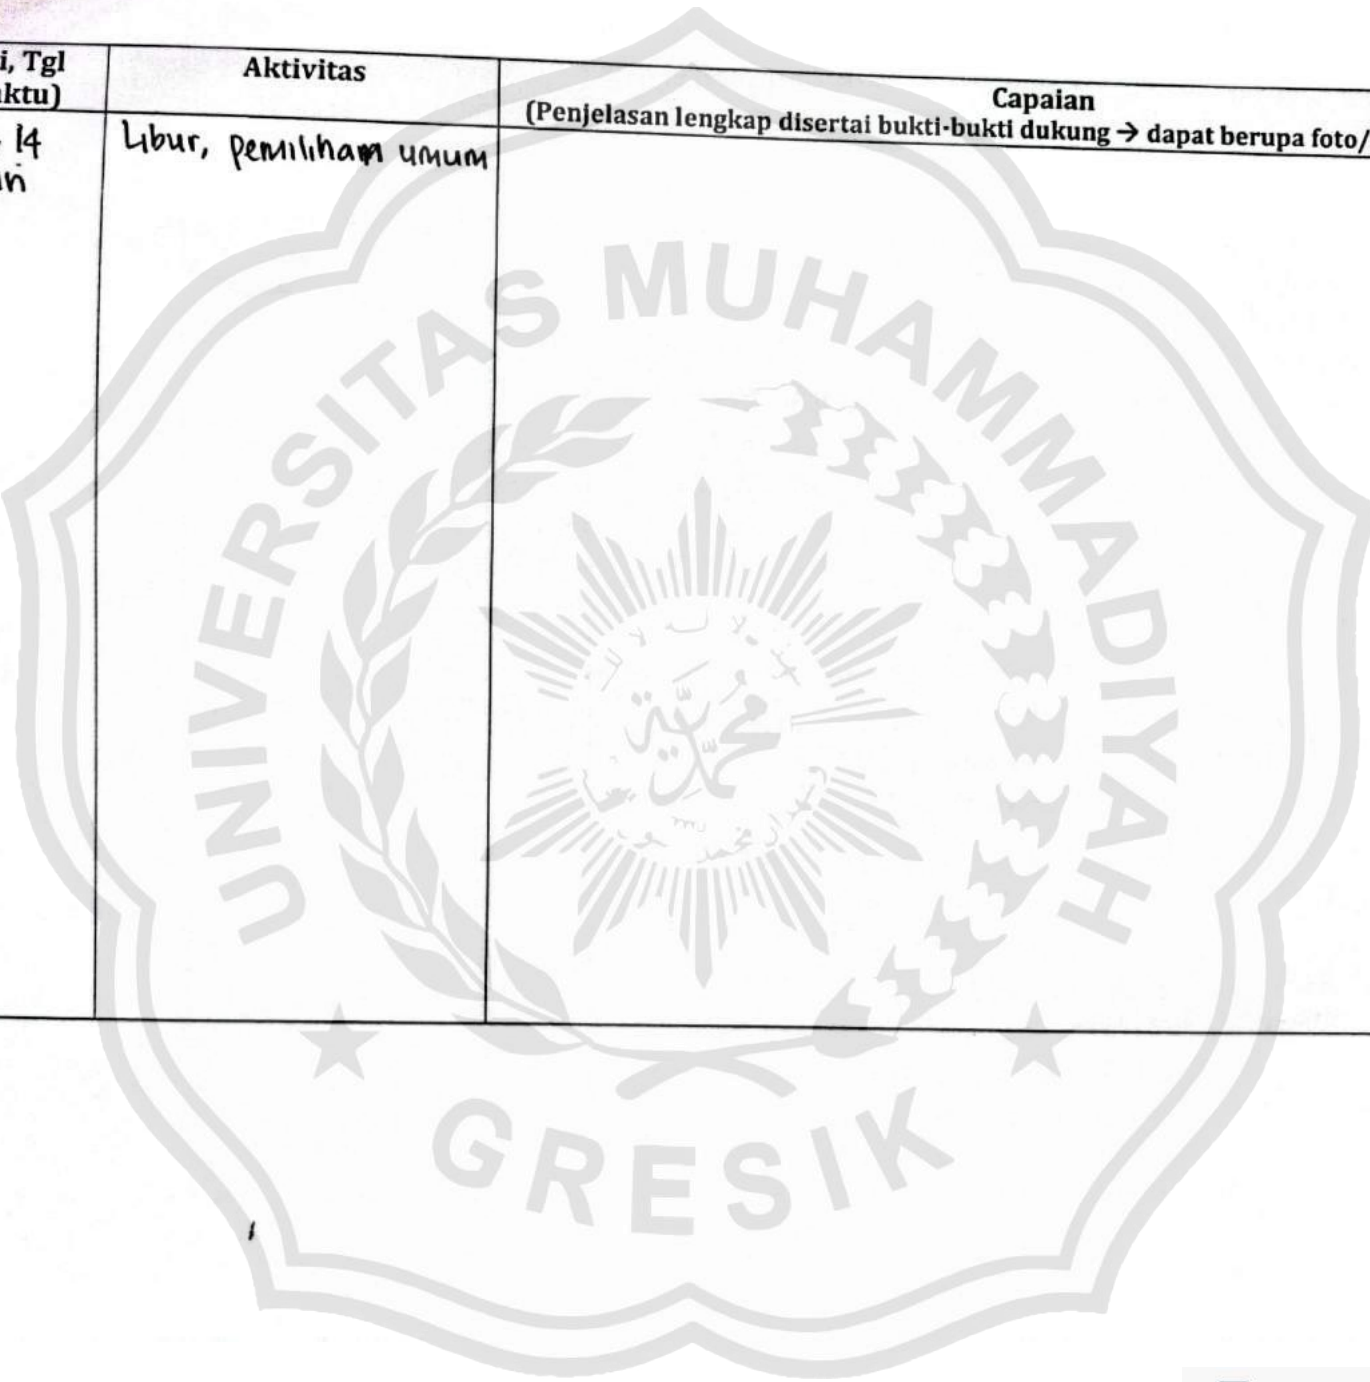 i, Tgl
ktu)
Aktivitas
Capaian
(Penjelasan lengkap disertai bukti-bukti dukung → dapat berupa foto/
14
Libur, pemilihan umum
UNIVERSITAS MUHAMMADIYAH
محمدية
GRESIK